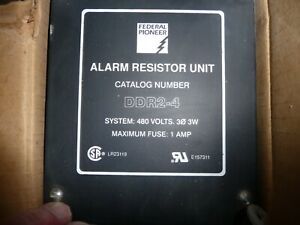 FEDERAL
PIONEER
ALARM RESISTOR UNIT
CATALOG NUMBER
DDR2-4
SYSTEM: 480 VOLTS. 3Ø 3W
MAXIMUM FUSE: 1 AMP
LR23119
E157311